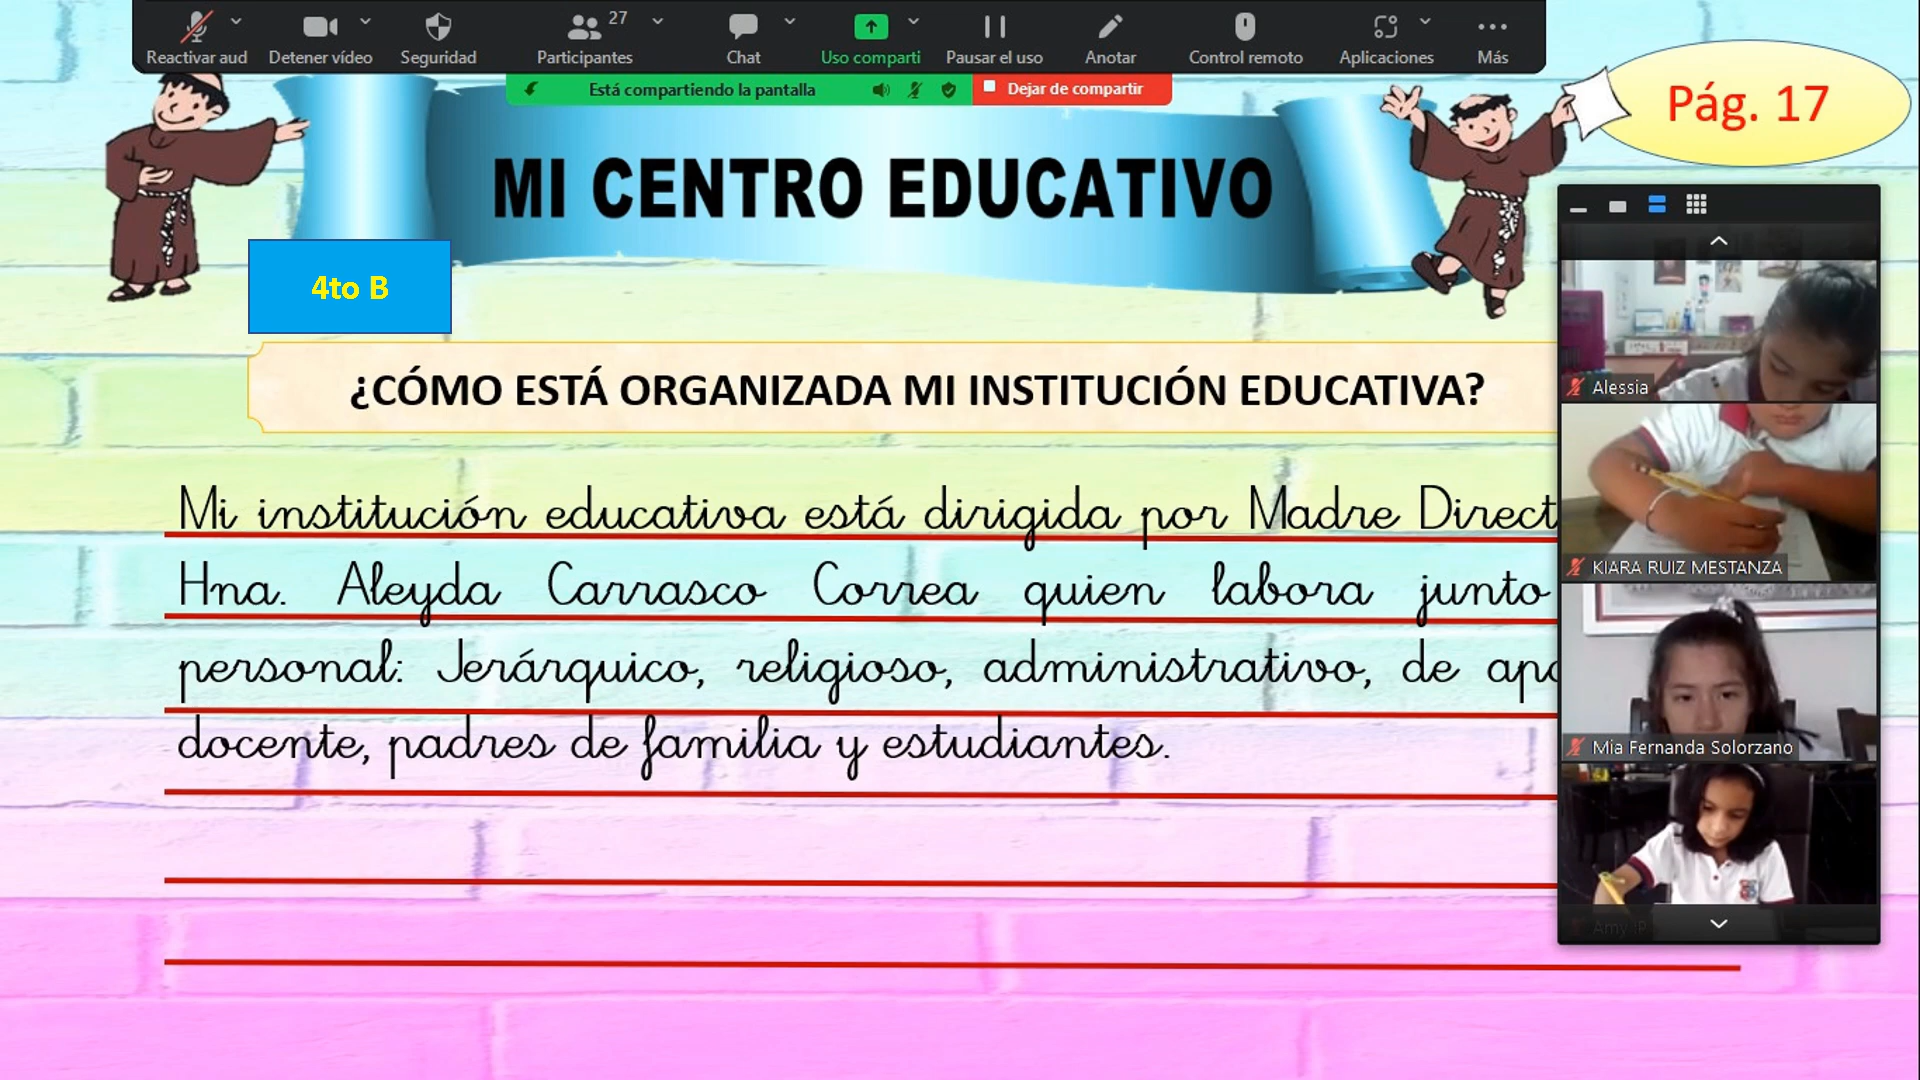 Reactivar aud Detener vídeo Seguridad Participantes 27 Chat Uso comparti Pausar el uso Anotar Control remoto Aplicaciones Más
Está compartiendo la pantalla Dejar de compartir
Pág. 17
MI CENTRO EDUCATIVO
4to B
¿CÓMO ESTÁ ORGANIZADA MI INSTITUCIÓN EDUCATIVA?
Mi institución educativa está dirigida por Madre Direct
Hna. Aleyda Carrasco Correa quien labora junto
personal: Jerárquico, religioso, administrativo, de apo
docente, padres de familia y estudiantes.
Alessia
KIARA RUIZ MESTANZA
Mia Fernanda Solorzano